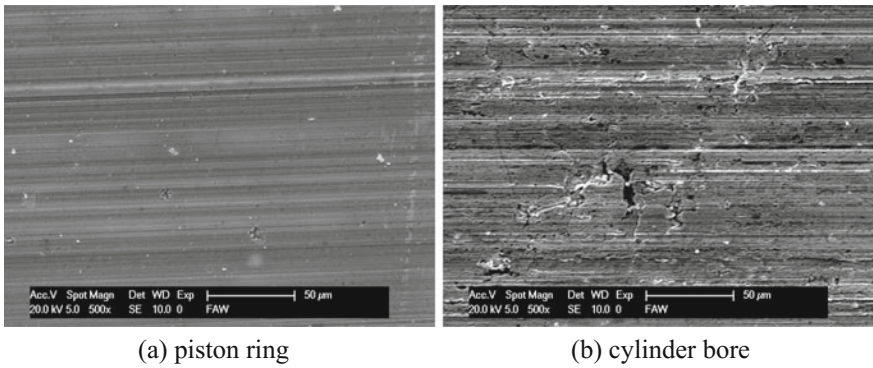 Acc.V Spot Magn Det WD Exp 50 μm
20.0 kV 5.0 500x SE 10.0 0 FAW
Acc.V Spot Magn Det WD Exp 50 μm
20.0 kV 5.0 500x SE 10.0 0 FAW
(a) piston ring
(b) cylinder bore